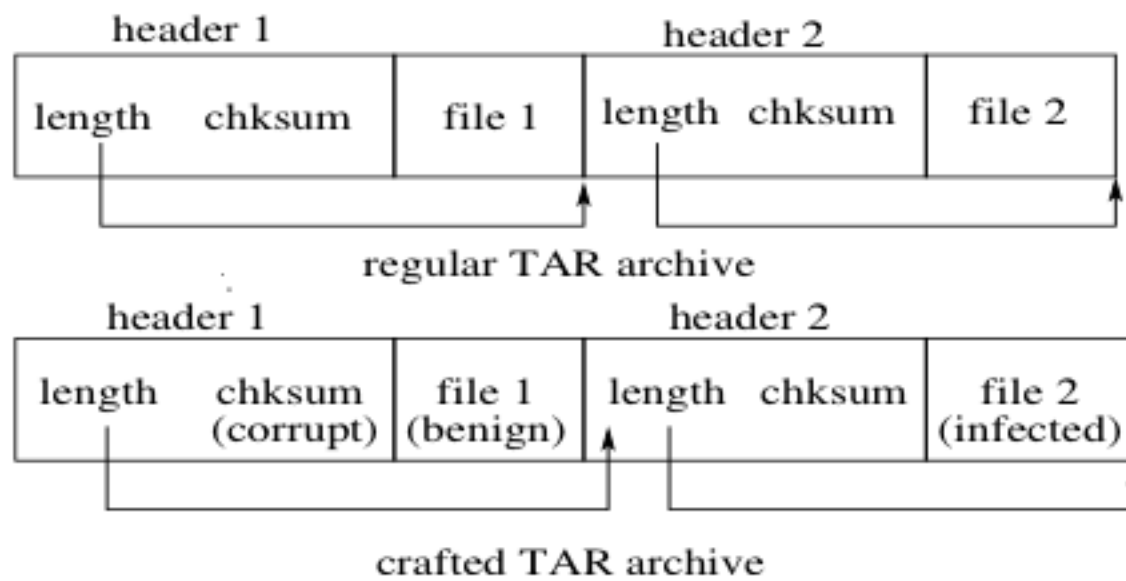 header 1 header 2
length chksum file 1 length chksum file 2
regular TAR archive
header 1 header 2
length chksum file 1 length chksum file 2
(corrupt) (benign) (infected)
crafted TAR archive